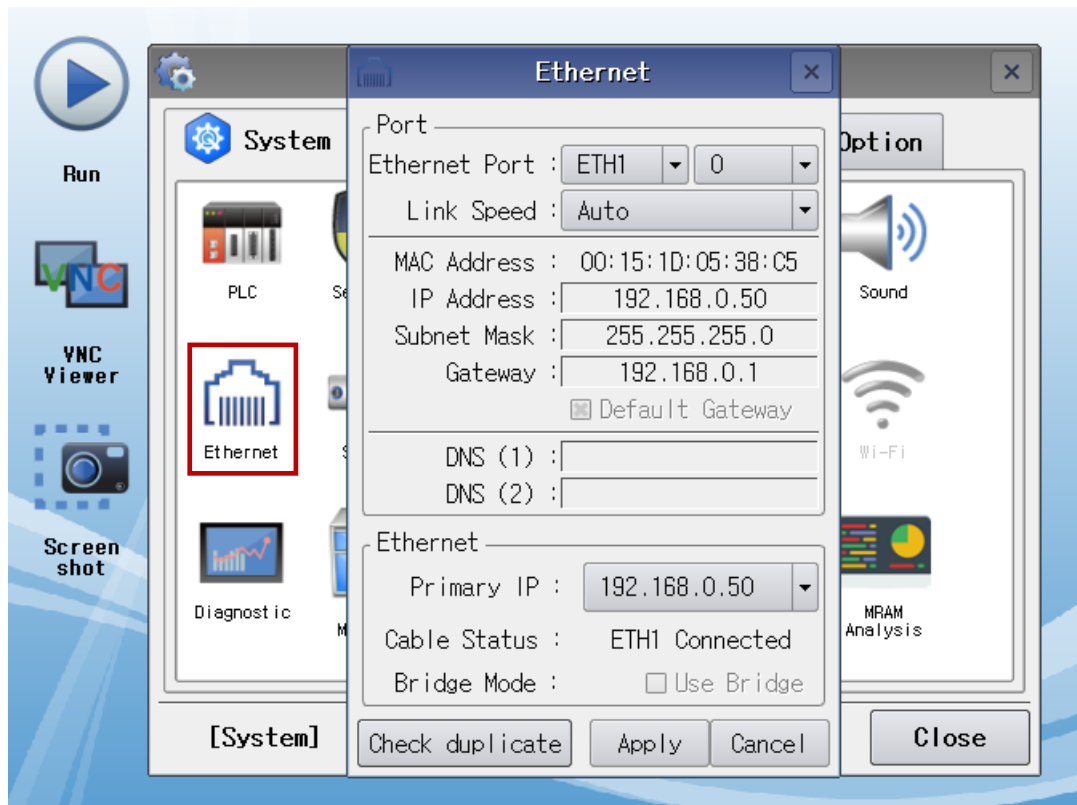 Run
VNC
VNC
Viewer
Screen
shot
System
Option
PLC
Se
Sound
Ethernet
S
Wi-Fi
Diagnostic
M
MRAM
Analysis
[System]
Close
Ethernet
Port
Ethernet Port : ETH1 0
Link Speed : Auto
MAC Address : 00:15:1D:05:38:C5
IP Address : 192.168.0.50
Subnet Mask : 255.255.255.0
Gateway : 192.168.0.1
Default Gateway
DNS (1) :
DNS (2) :
Ethernet
Primary IP : 192.168.0.50
Cable Status : ETH1 Connected
Bridge Mode : Use Bridge
Check duplicate Apply Cancel